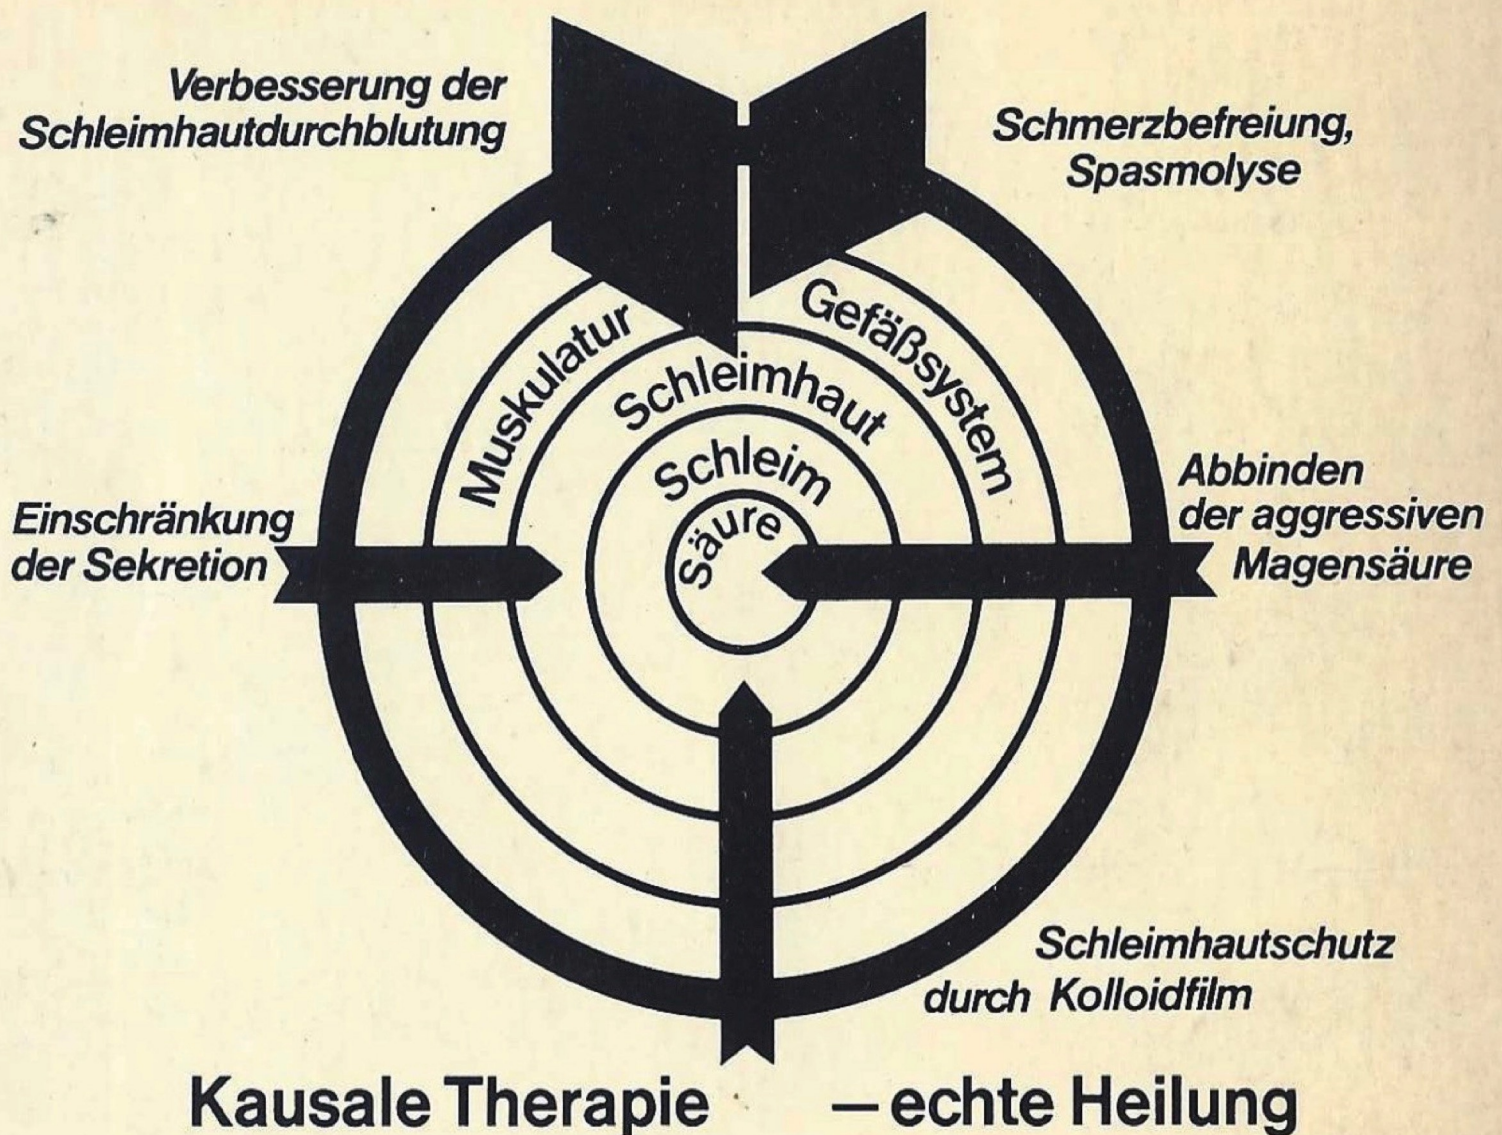 Verbesserung der
Schleimhautdurchblutung
Schmerzbefreiung,
Spasmolyse
Muskulatur
Gefäßsystem
Schleimhaut
Schleim
Säure
Einschränkung
der Sekretion
Abbinden
der aggressiven
Magensäure
Schleimhautschutz
durch Kolloidfilm
Kausale Therapie – echte Heilung